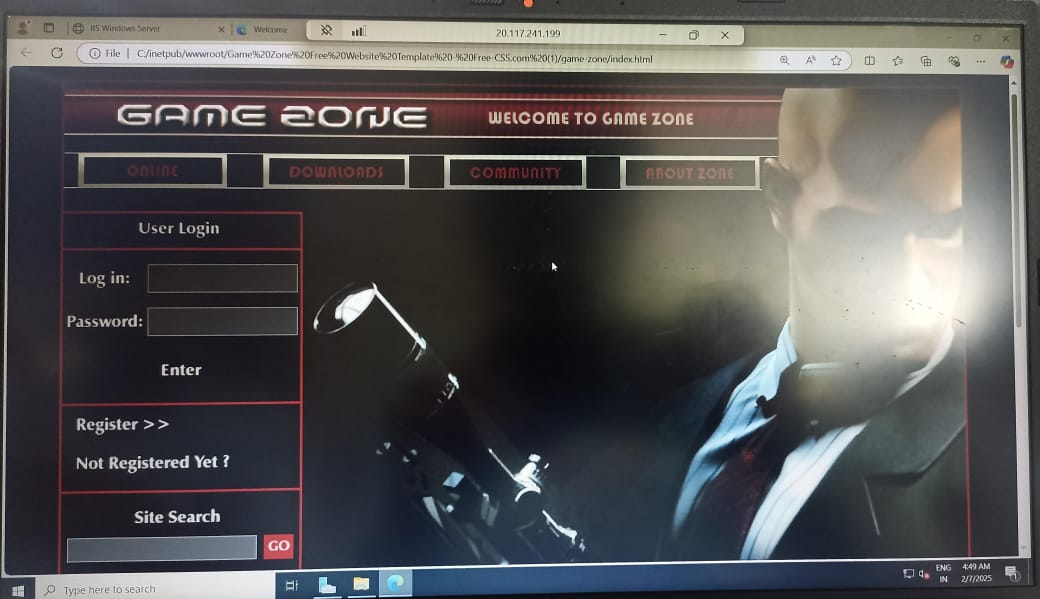 IIS Windows Server
Welcome
20.117.241.199
File | C:/inetpub/wwwroot/Game%20Zone%20Free%20Website%20Template%20-%20Free-CSS.com%20(1)/game-zone/index.html
GAME ZONE
WELCOME TO GAME ZONE
ONLINE
DOWNLOADS
COMMUNITY
ABOUT ZONE
User Login
Log in:
Password:
Enter
Register >>
Not Registered Yet ?
Site Search
GO
Type here to search
ENG
IN
4:49 AM
2/7/2025
1